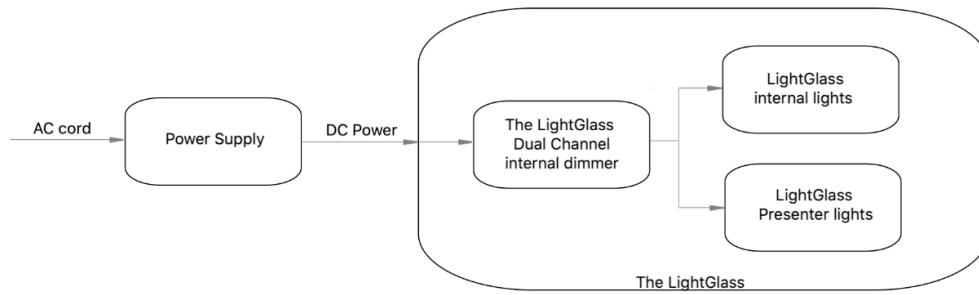 AC cord
Power Supply
DC Power
The LightGlass
Dual Channel
internal dimmer
LightGlass
internal lights
LightGlass
Presenter lights
The LightGlass